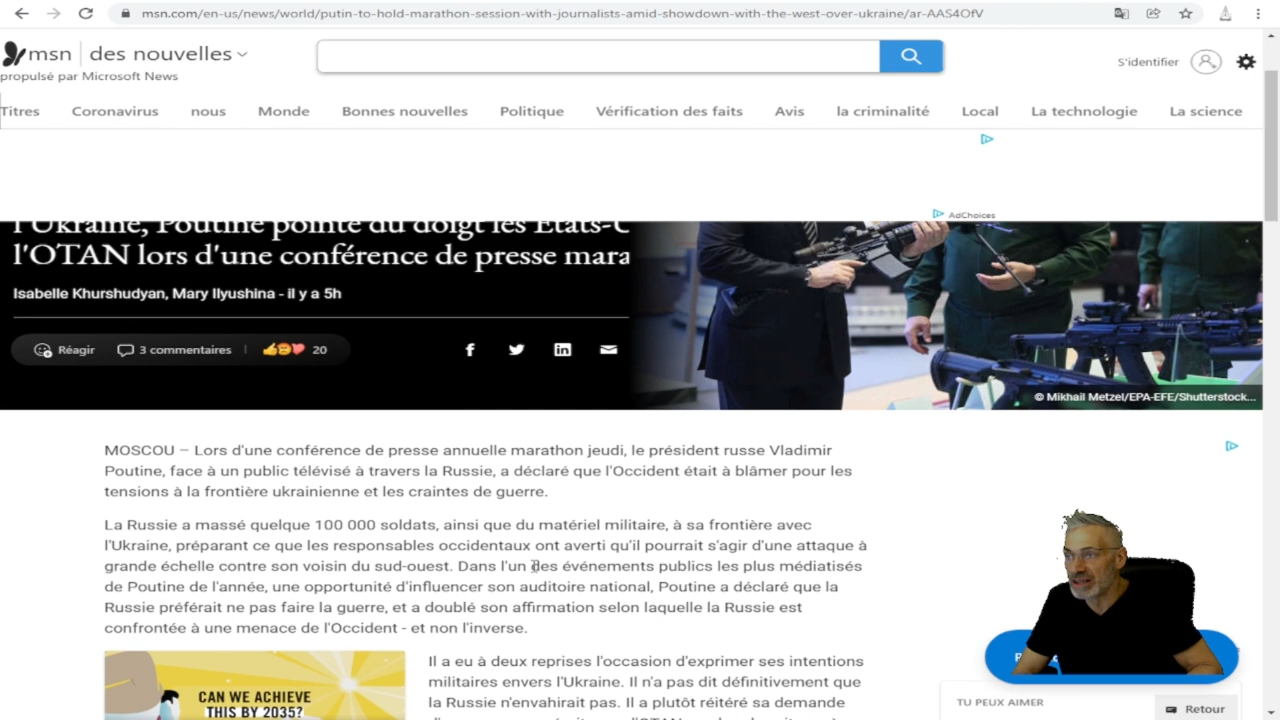 msn.com/en-us/news/world/putin-to-hold-marathon-session-with-journalists-amid-showdown-with-the-west-over-ukraine/ar-AAS4OfV
msn des nouvelles
S'identifier
propulsé par Microsoft News
Titres Coronavirus nous Monde Bonnes nouvelles Politique Vérification des faits Avis la criminalité Local La technologie La science
AdChoices
l'Ukraine, Poutine pointe du doigt les États-U
l'OTAN lors d'une conférence de presse mara
Isabelle Khurshudyan, Mary Ilyushina - il y a 5h
Réagir 3 commentaires 20
© Mikhail Metzel/EPA-EFE/Shutterstock...
MOSCOU – Lors d'une conférence de presse annuelle marathon jeudi, le président russe Vladimir
Poutine, face à un public télévisé à travers la Russie, a déclaré que l'Occident était à blâmer pour les
tensions à la frontière ukrainienne et les craintes de guerre.
La Russie a massé quelque 100 000 soldats, ainsi que du matériel militaire, à sa frontière avec
l'Ukraine, préparant ce que les responsables occidentaux ont averti qu'il pourrait s'agir d'une attaque à
grande échelle contre son voisin du sud-ouest. Dans l'un des événements publics les plus médiatisés
de Poutine de l'année, une opportunité d'influencer son auditoire national, Poutine a déclaré que la
Russie préférait ne pas faire la guerre, et a doublé son affirmation selon laquelle la Russie est
confrontée à une menace de l'Occident - et non l'inverse.
CAN WE ACHIEVE
THIS BY 2035?
Il a eu à deux reprises l'occasion d'exprimer ses intentions
militaires envers l'Ukraine. Il n'a pas dit définitivement que
la Russie n'envahirait pas. Il a plutôt réitéré sa demande
TU PEUX AIMER
Retour